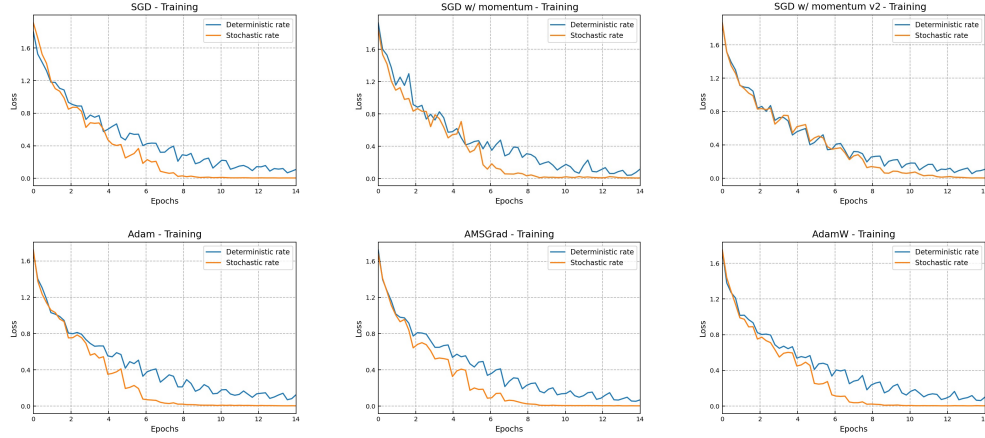 SGD - Training
Loss
1.6
1.2
0.8
0.4
0.0
Deterministic rate
Stochastic rate
0 2 4 6 8 10 12 14
Epochs
SGD w/ momentum - Training
Loss
1.6
1.2
0.8
0.4
0.0
Deterministic rate
Stochastic rate
0 2 4 6 8 10 12 14
Epochs
SGD w/ momentum v2 - Training
Loss
1.6
1.2
0.8
0.4
0.0
Deterministic rate
Stochastic rate
0 2 4 6 8 10 12 14
Epochs
Adam - Training
Loss
1.6
1.2
0.8
0.4
0.0
Deterministic rate
Stochastic rate
0 2 4 6 8 10 12 14
Epochs
AMSGrad - Training
Loss
1.6
1.2
0.8
0.4
0.0
Deterministic rate
Stochastic rate
0 2 4 6 8 10 12 14
Epochs
AdamW - Training
Loss
1.6
1.2
0.8
0.4
0.0
Deterministic rate
Stochastic rate
0 2 4 6 8 10 12 14
Epochs